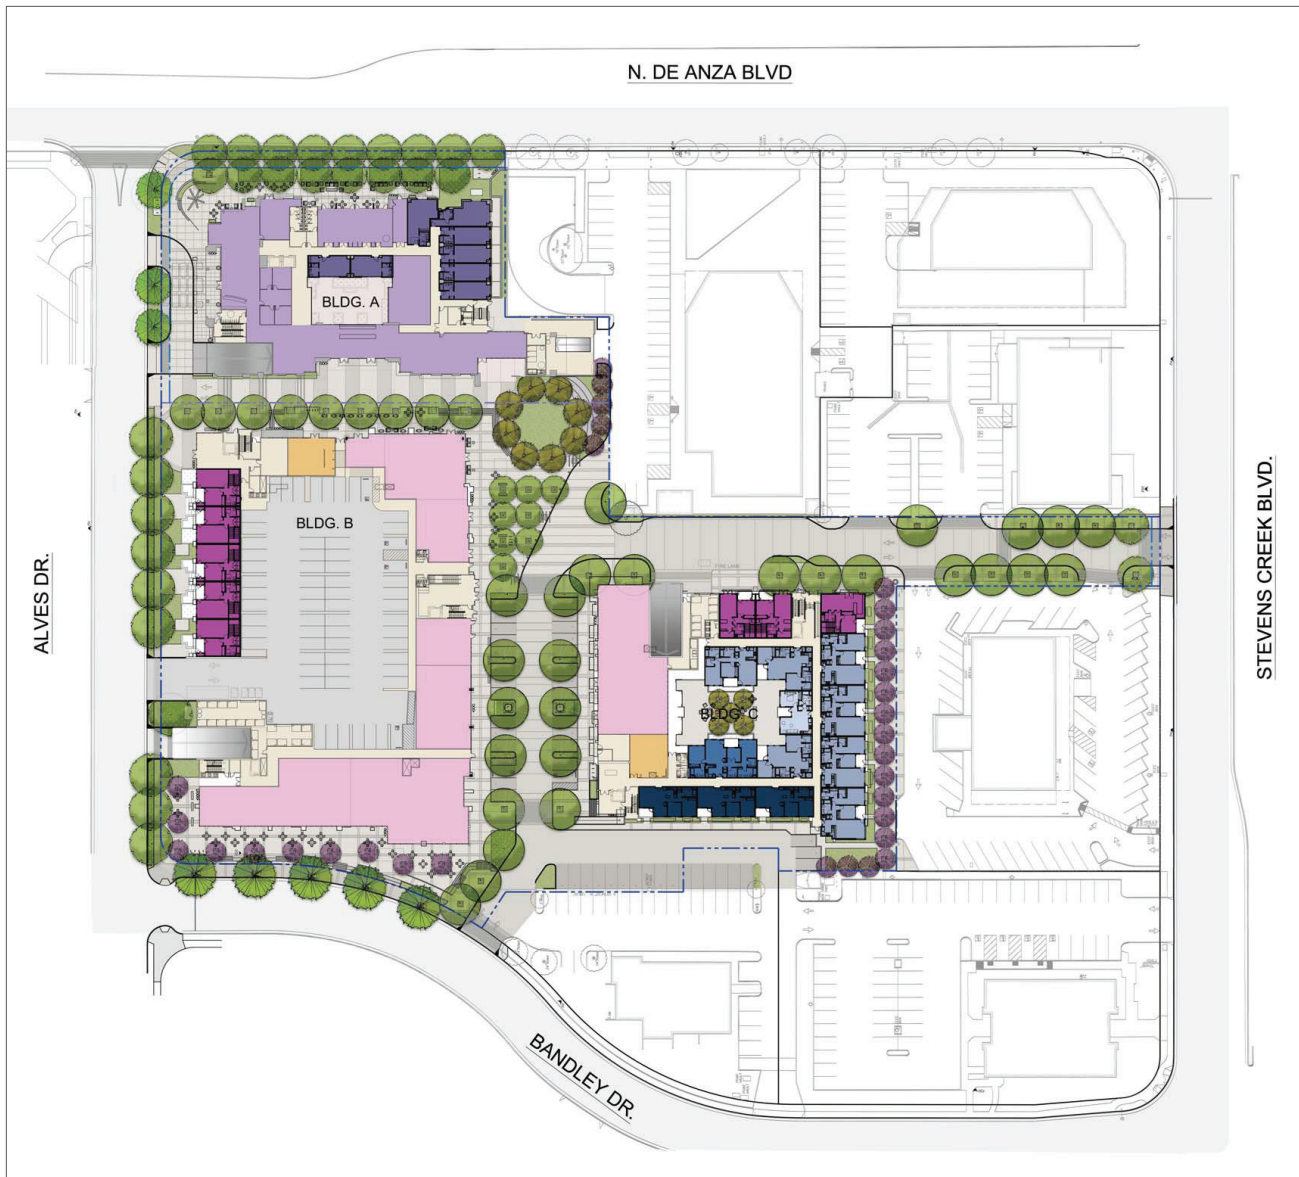 N. DE ANZA BLVD
BLDG. A
BLDG. B
ALVES DR.
STEVENS CREEK BLVD.
BLDG. C
BANDLEY DR.